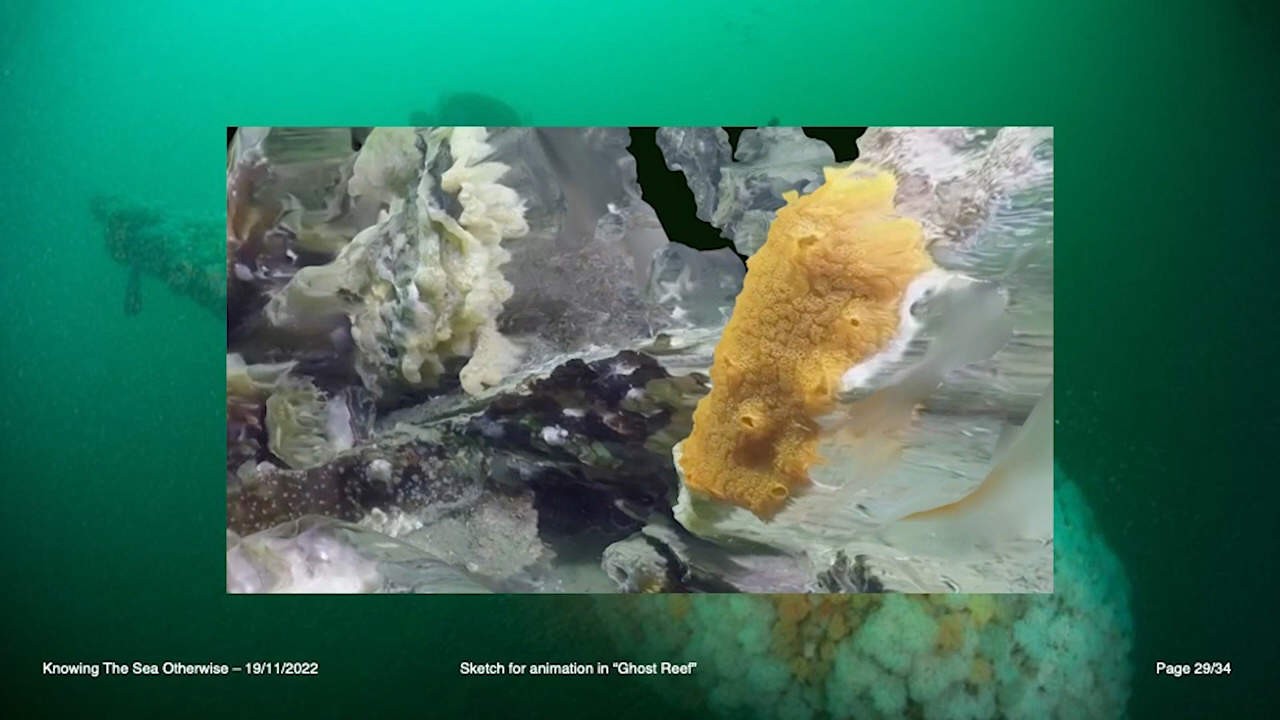 Knowing The Sea Otherwise – 19/11/2022
Sketch for animation in “Ghost Reef”
Page 29/34